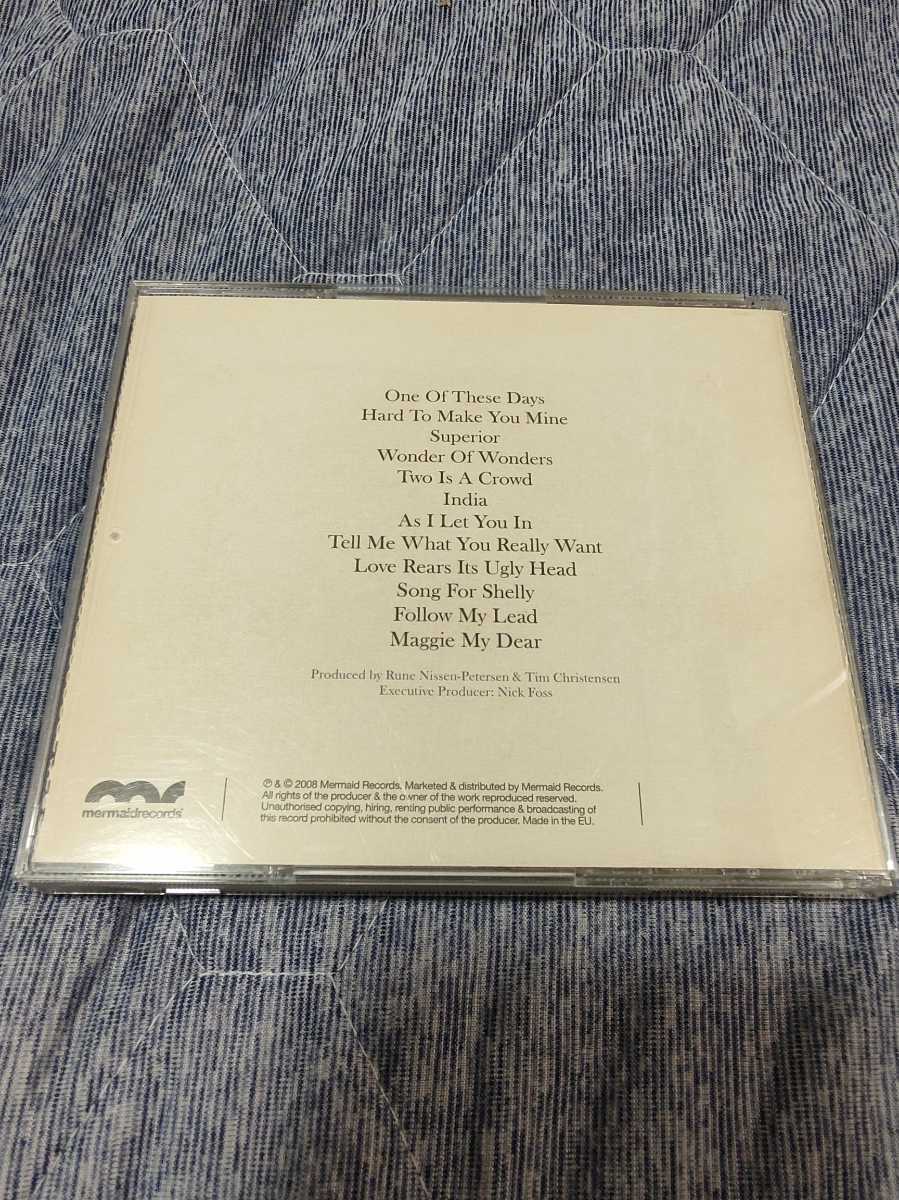 One Of These Days
Hard To Make You Mine
Superior
Wonder Of Wonders
Two Is A Crowd
India
As I Let You In
Tell Me What You Really Want
Love Rears Its Ugly Head
Song For Shelly
Follow My Lead
Maggie My Dear
Produced by Rune Nissen-Petersen & Tim Christensen
Executive Producer: Nick Foss
mermaidrecords
℗ & © 2008 Mermaid Records. Marketed & distributed by Mermaid Records.
All rights of the producer & the owner of the work reproduced reserved.
Unauthorised copying, hiring, renting public performance & broadcasting of
this record prohibited without the consent of the producer. Made in the EU.